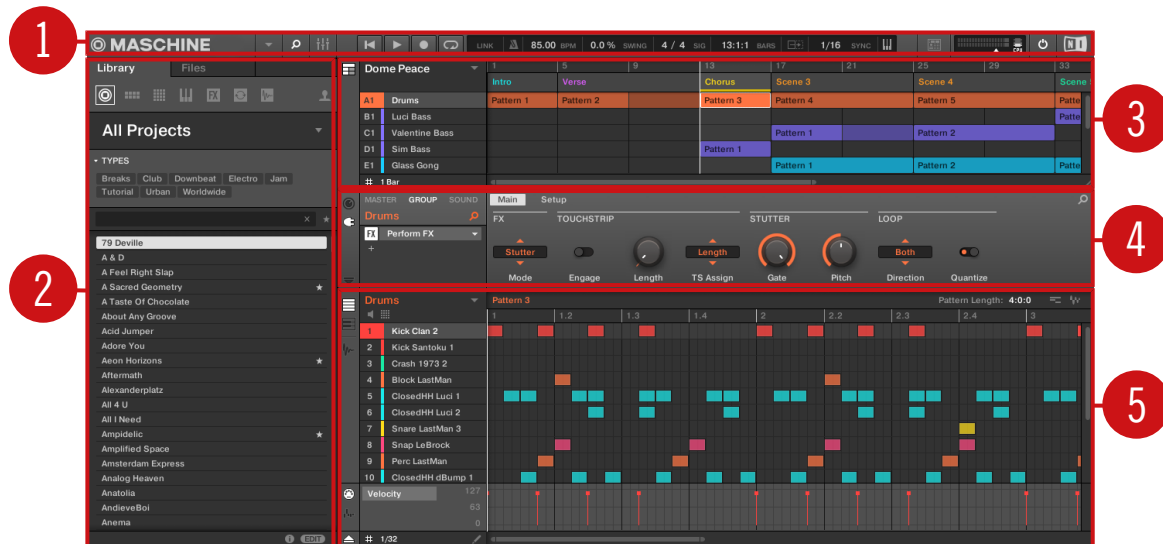 1
MASCHINE
LINK 85.00 BPM 0.0 % SWING 4 / 4 SIG 13:1:1 BARS 1/16 SYNC CPU
2
Library Files
FX
All Projects
TYPES
Breaks Club Downbeat Electro Jam
Tutorial Urban Worldwide
79 Deville
A & D
A Feel Right Slap
A Sacred Geometry
A Taste Of Chocolate
About Any Groove
Acid Jumper
Adore You
Aeon Horizons
Aftermath
Alexanderplatz
All 4 U
All I Need
Ampidelic
Amplified Space
Amsterdam Express
Analog Heaven
Anatolia
AndieveBoi
Anema
EDIT
3
Dome Peace 1 5 9 13 17 21 25 29 33
Intro Verse Chorus Scene 3 Scene 4 Scene
A1 Drums Pattern 1 Pattern 2 Pattern 3 Pattern 4 Pattern 5 Patte
B1 Luci Bass Patte
C1 Valentine Bass Pattern 1 Pattern 2
D1 Sim Bass Pattern 1
E1 Glass Gong Pattern 1 Pattern 2 Patte
# 1 Bar
4
MASTER GROUP SOUND Main Setup
Drums FX TOUCHSTRIP STUTTER LOOP
FX Perform FX
+
Stutter Length Both
Mode Engage Length TS Assign Gate Pitch Direction Quantize
5
Drums Pattern 3 Pattern Length: 4:0:0
1 1.2 1.3 1.4 2 2.2 2.3 2.4 3
1 Kick Clan 2
2 Kick Santoku 1
3 Crash 1973 2
4 Block LastMan
5 ClosedHH Luci 1
6 ClosedHH Luci 2
7 Snare LastMan 3
8 Snap LeBrock
9 Perc LastMan
10 ClosedHH dBump 1
Velocity 127
63
0
# 1/32